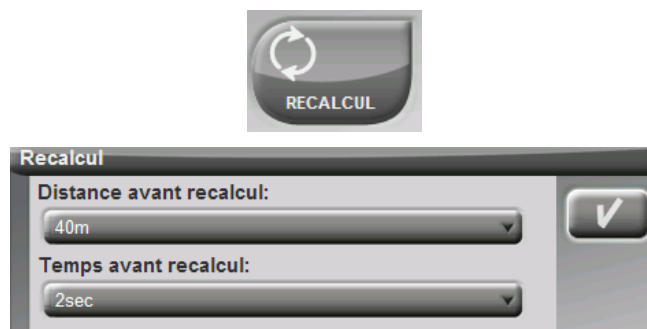 RECALCUL
Recalcul
Distance avant recalcul:
40m
Temps avant recalcul:
2sec